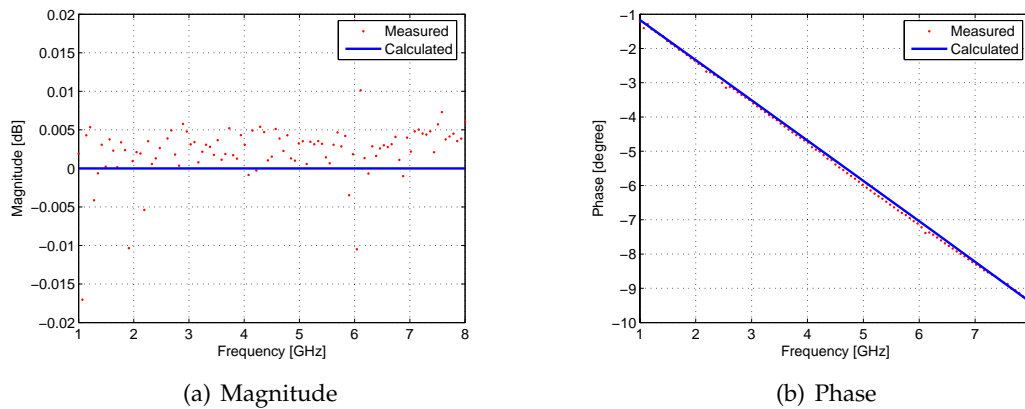 0.02
0.015
0.01
0.005
0
−0.005
−0.01
−0.015
−0.02
Magnitude [dB]
1 2 3 4 5 6 7 8
Frequency [GHz]
Measured
Calculated
(a) Magnitude
−1
−2
−3
−4
−5
−6
−7
−8
−9
−10
Phase [degree]
1 2 3 4 5 6 7
Frequency [GHz]
Measured
Calculated
(b) Phase